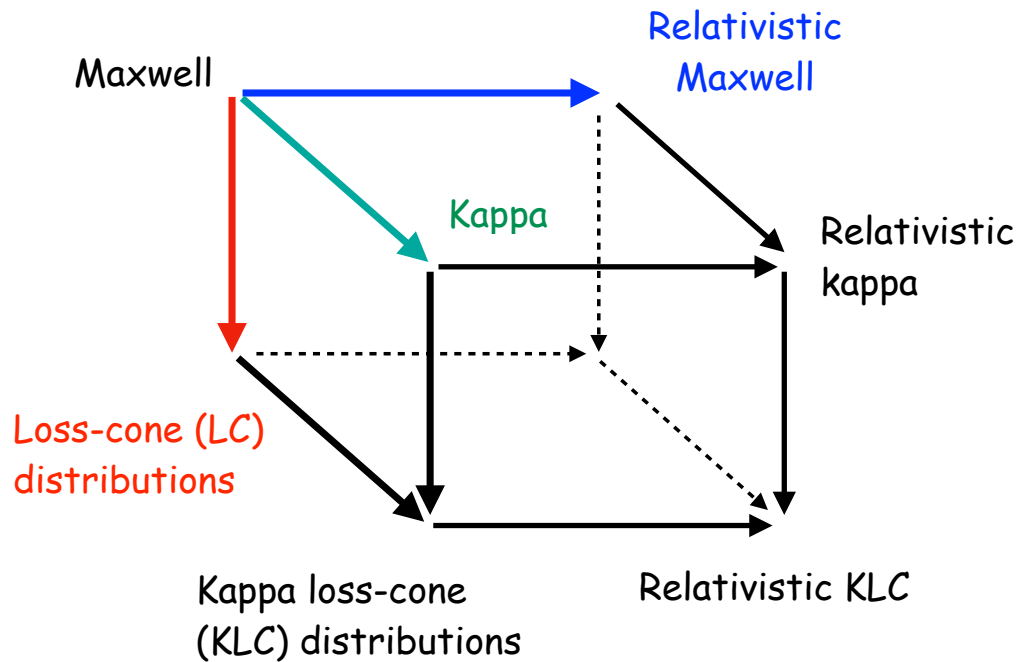 Relativistic
Maxwell
Maxwell
Kappa
Relativistic
kappa
Loss-cone (LC)
distributions
Kappa loss-cone
(KLC) distributions
Relativistic KLC